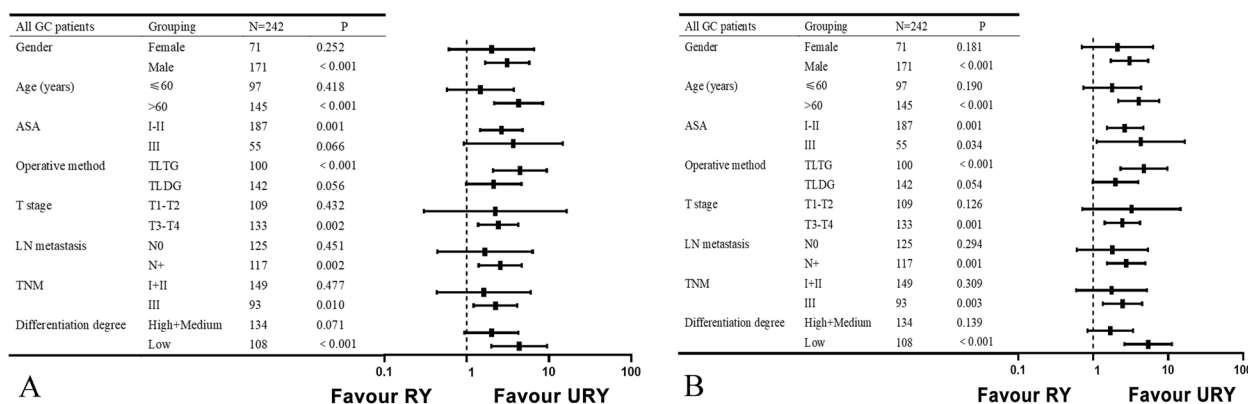 All GC patients Grouping N=242 P
Gender Female 71 0.252
Male 171 <0.001
Age (years) ≤60 97 0.418
>60 145 <0.001
ASA I-II 187 0.001
III 55 0.066
Operative method TLTG 100 <0.001
TLDG 142 0.056
T stage T1-T2 109 0.432
T3-T4 133 0.002
LN metastasis N0 125 0.451
N+ 117 0.002
TNM I+II 149 0.477
III 93 0.010
Differentiation degree High+Medium 134 0.071
Low 108 <0.001
0.1 1 10 100
A Favour RY Favour URY
All GC patients Grouping N=242 P
Gender Female 71 0.181
Male 171 <0.001
Age (years) ≤60 97 0.190
>60 145 <0.001
ASA I-II 187 0.001
III 55 0.034
Operative method TLTG 100 <0.001
TLDG 142 0.054
T stage T1-T2 109 0.126
T3-T4 133 0.001
LN metastasis N0 125 0.294
N+ 117 0.001
TNM I+II 149 0.309
III 93 0.003
Differentiation degree High+Medium 134 0.139
Low 108 <0.001
0.1 1 10 100
B Favour RY Favour URY